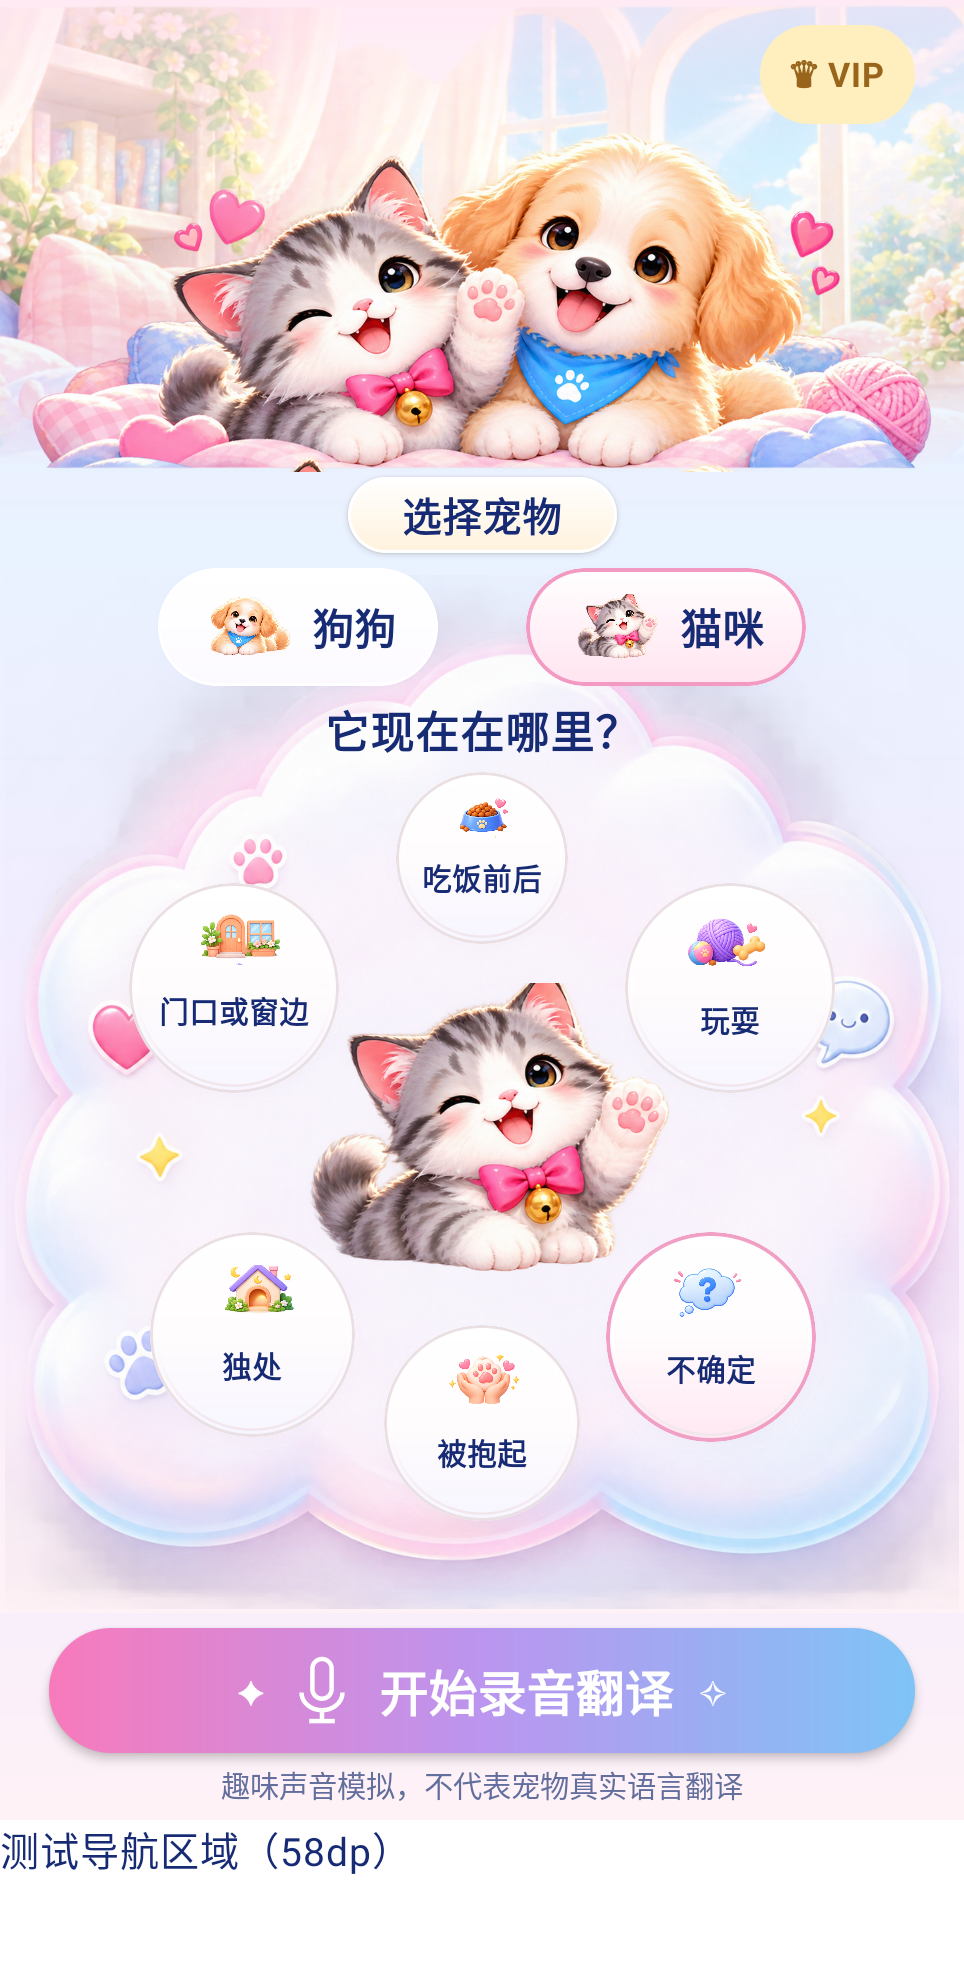 VIP
选择宠物
狗狗
猫咪
它现在在哪里？
吃饭前后
门口或窗边
玩耍
独处
不确定
被抱起
开始录音翻译
趣味声音模拟，不代表宠物真实语言翻译
测试导航区域（58dp）